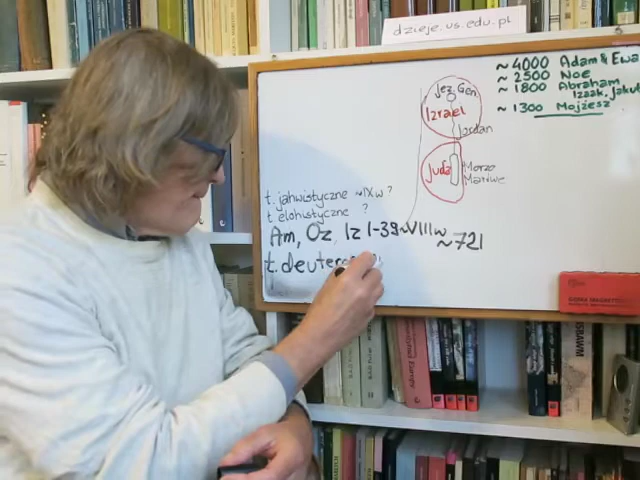 dzieje.us.edu.pl
~ 4000 Adam & Ewa
~ 2500 Noe
~ 1800 Abraham
Izaak, Jakub
~ 1300 Mojżesz
jez. Gen
Izrael
Jordan
Juda
Morze
Martwe
t. jahwistyczne ~IX w ?
t elohistyczne ?
Am, Oz, Iz 1-39 ~VIII w
~721
t. deutero